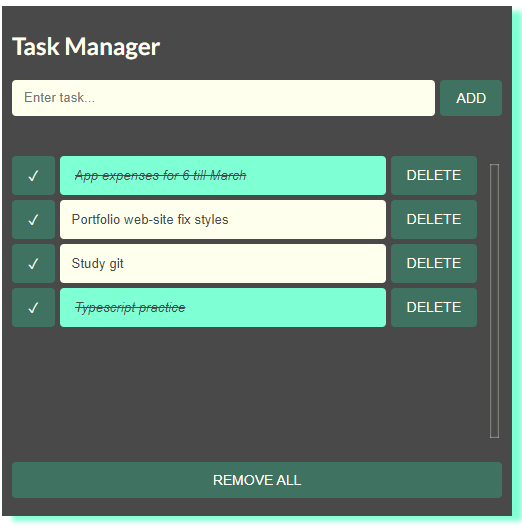 Task Manager
Enter task...
ADD
✓ App expenses for 6 till March DELETE
✓ Portfolio web-site fix styles DELETE
✓ Study git DELETE
✓ Typescript practice DELETE
REMOVE ALL